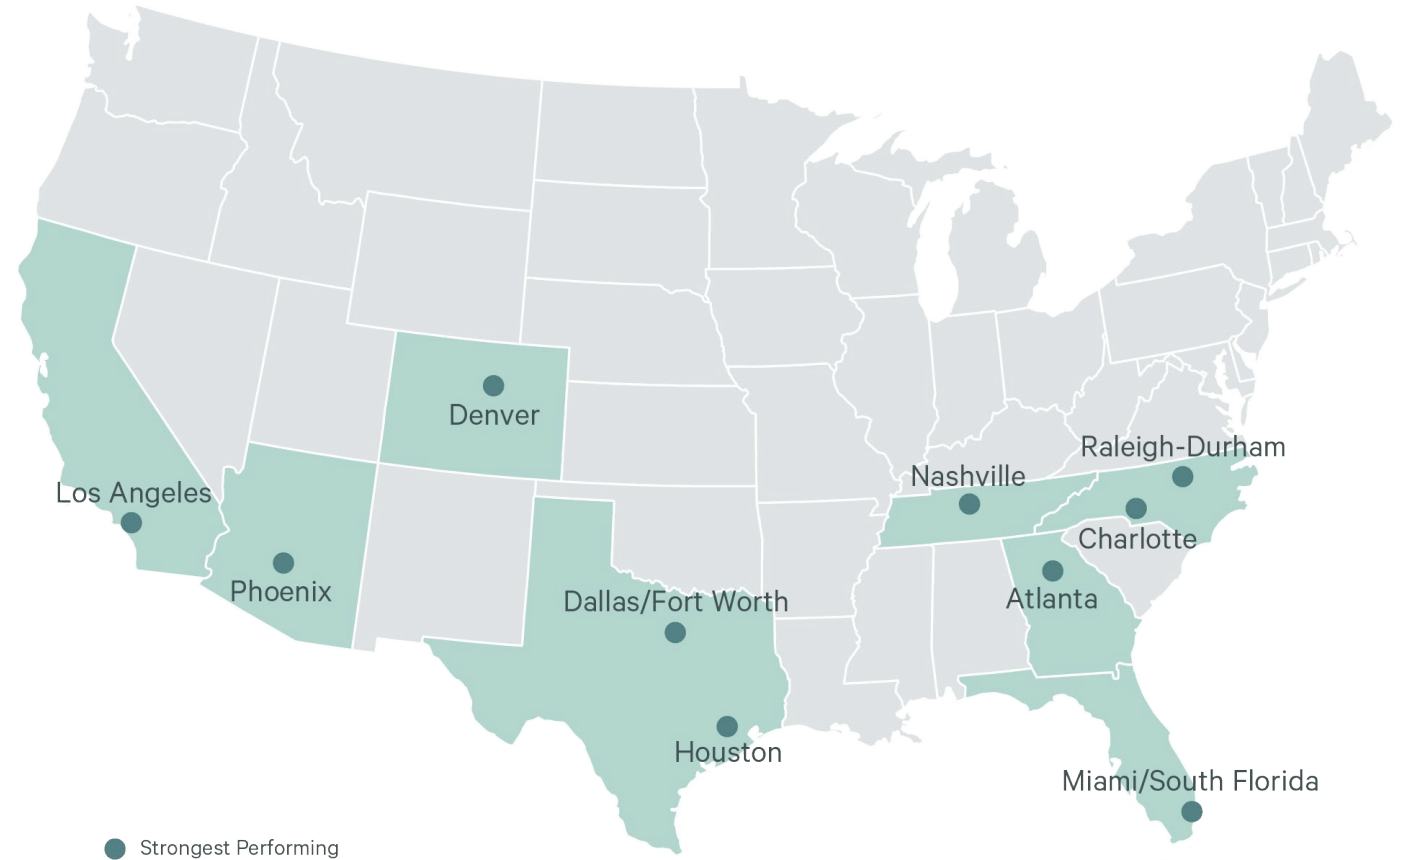 Denver
Raleigh-Durham
Nashville
Los Angeles
Charlotte
Phoenix
Atlanta
Dallas/Fort Worth
Houston
Miami/South Florida
Strongest Performing